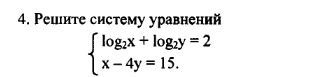 4. Решите систему уравнений
log₂x + log₂y = 2
x – 4y = 15.